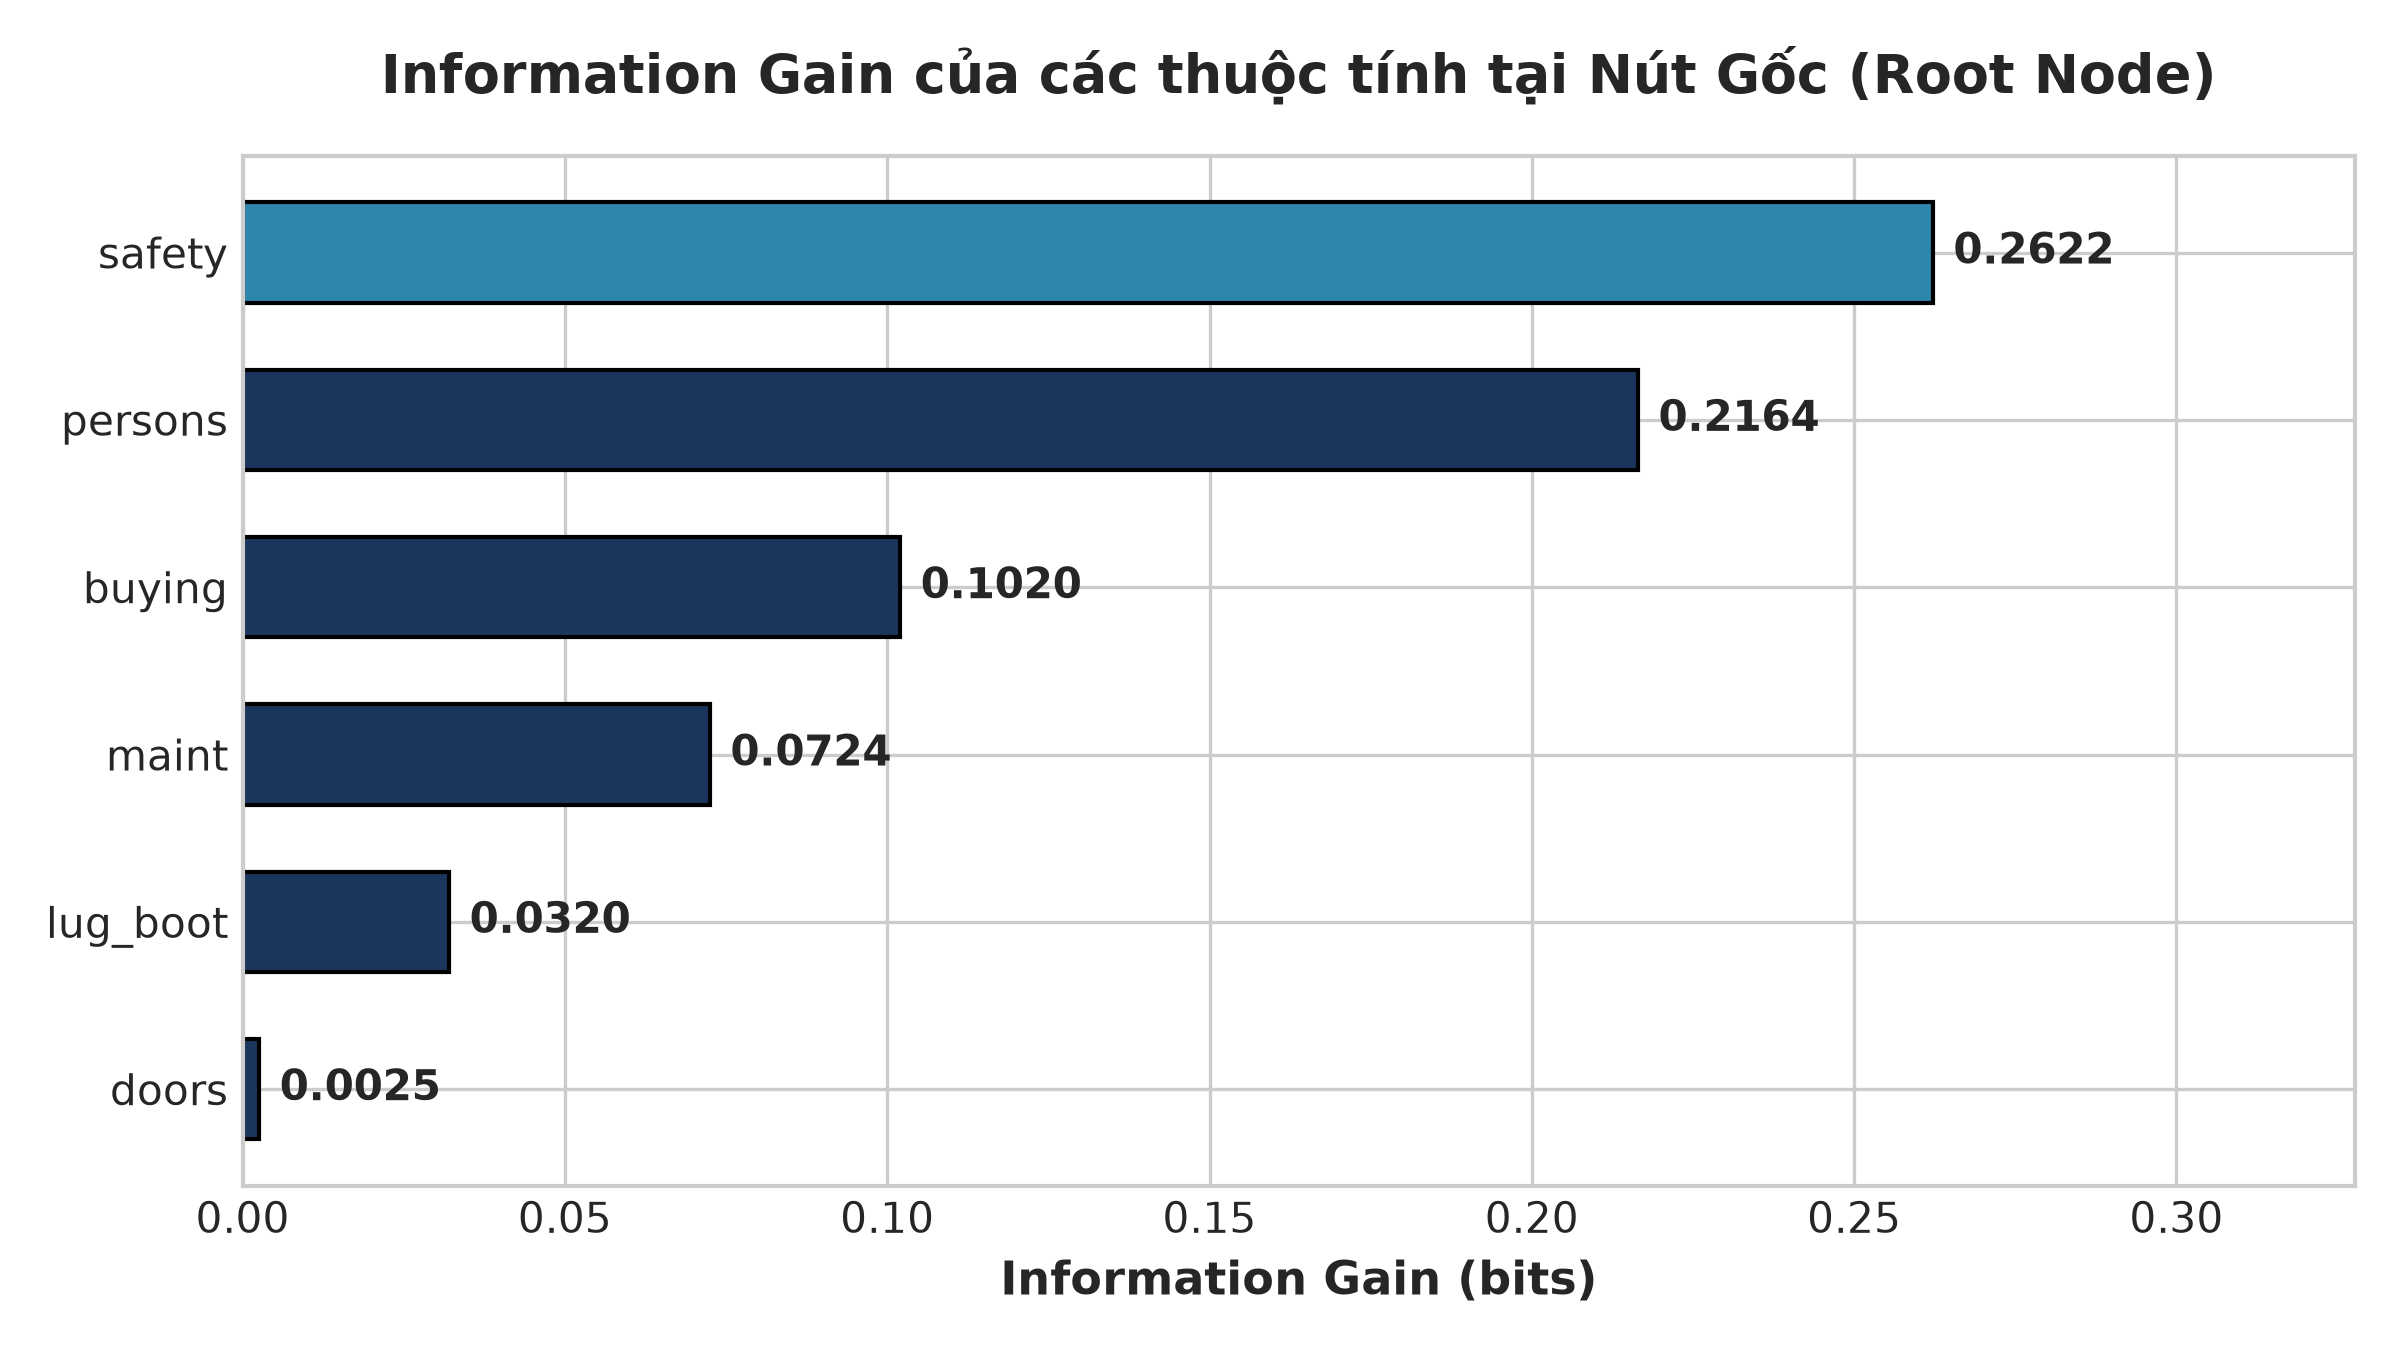 Information Gain của các thuộc tính tại Nút Gốc (Root Node)
safety 0.2622
persons 0.2164
buying 0.1020
maint 0.0724
lug_boot 0.0320
doors 0.0025
0.00 0.05 0.10 0.15 0.20 0.25 0.30
Information Gain (bits)